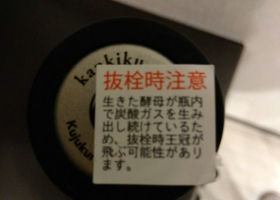 kankiku
抜栓時注意
生きた酵母が瓶内
で炭酸ガスを生み
出し続けているた
め、抜栓時王冠が
飛ぶ可能性があり
ます。